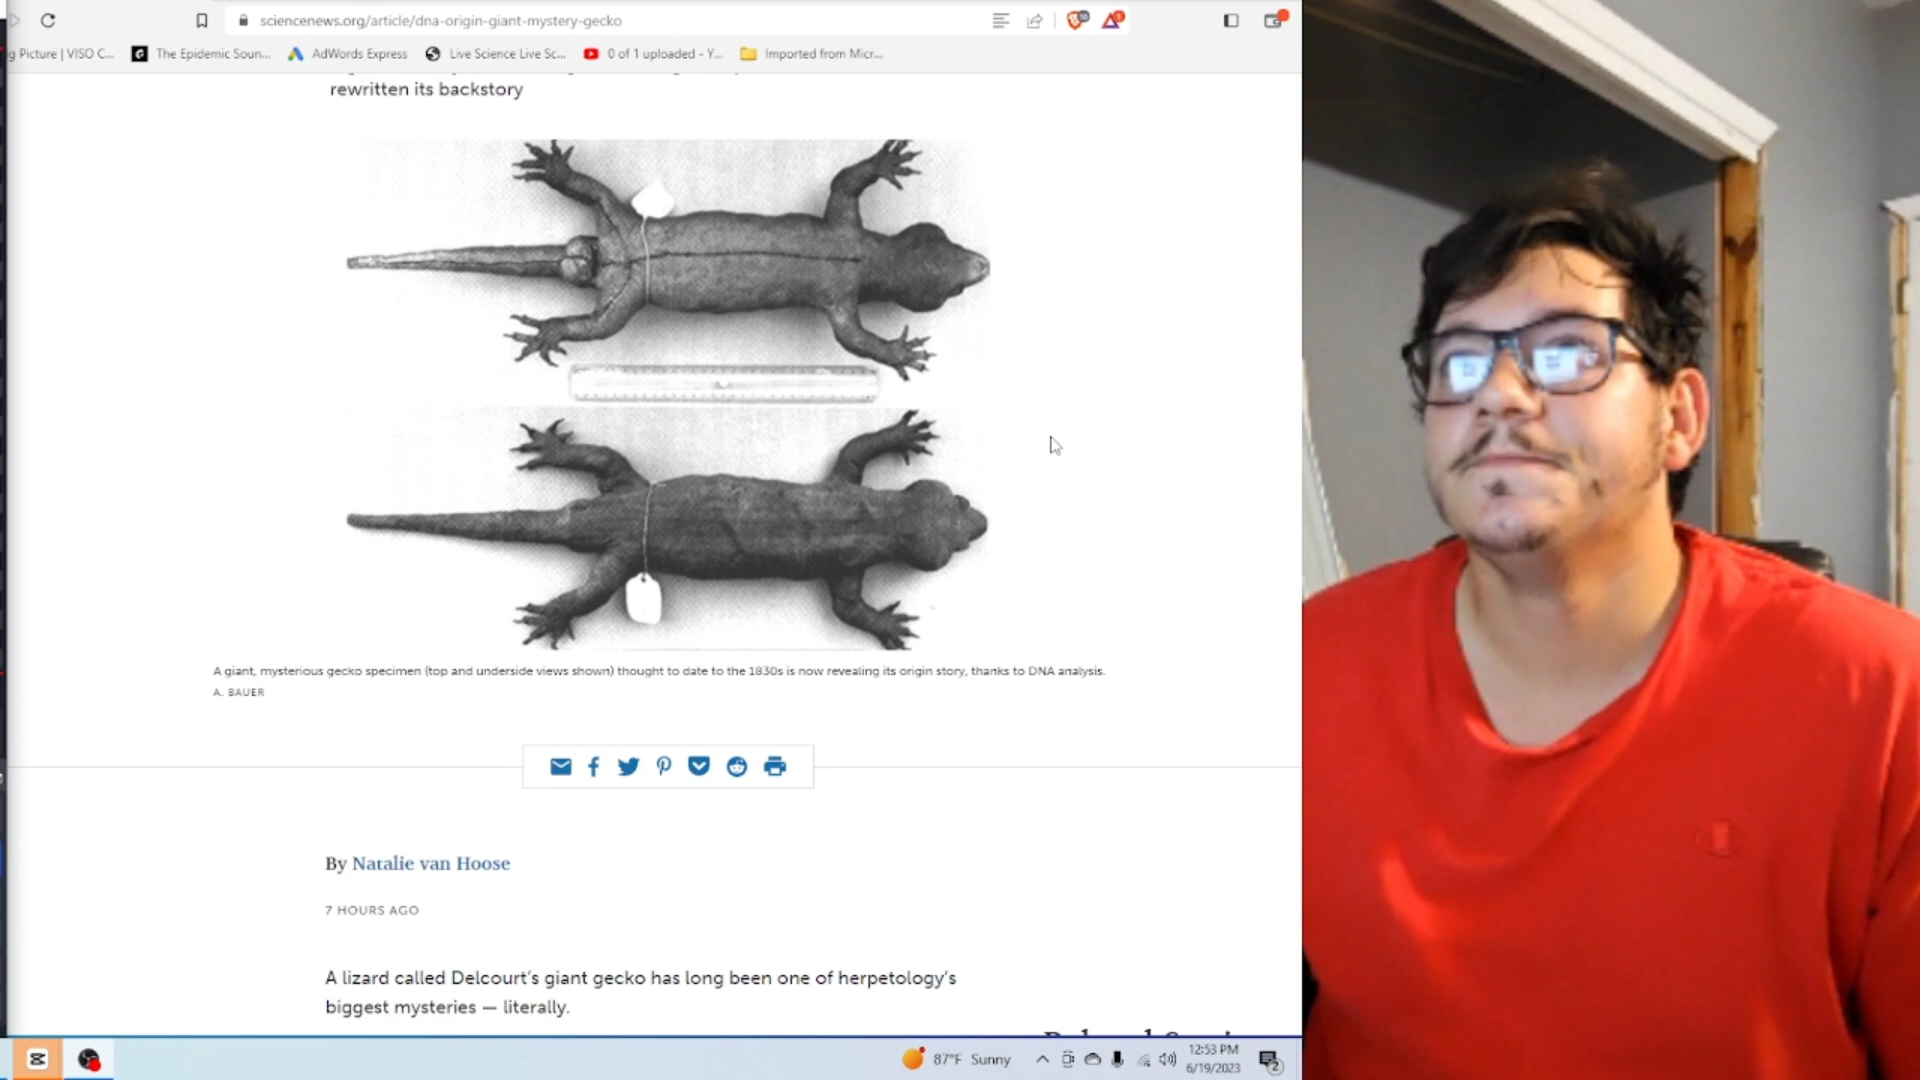 sciencenews.org/article/dna-origin-giant-mystery-gecko
g Picture | VISO C... The Epidemic Soun... AdWords Express Live Science Live Sc... 0 of 1 uploaded - Y... Imported from Micr...
rewritten its backstory
A giant, mysterious gecko specimen (top and underside views shown) thought to date to the 1830s is now revealing its origin story, thanks to DNA analysis.
A. BAUER
By Natalie van Hoose
7 HOURS AGO
A lizard called Delcourt's giant gecko has long been one of herpetology's
biggest mysteries — literally.
87°F Sunny
12:53 PM
6/19/2023
2